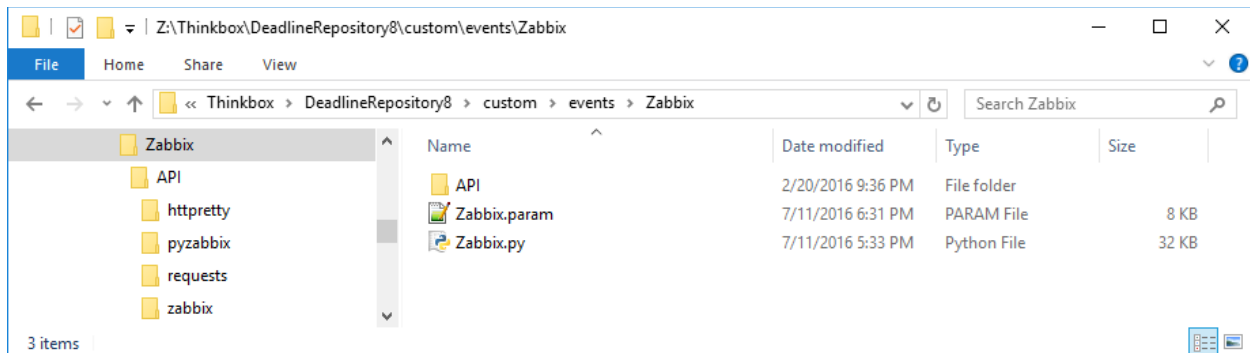 Z:\Thinkbox\DeadlineRepository8\custom\events\Zabbix
File Home Share View
« Thinkbox > DeadlineRepository8 > custom > events > Zabbix
Search Zabbix
Zabbix
API
httpretty
pyzabbix
requests
zabbix
Name Date modified Type Size
API 2/20/2016 9:36 PM File folder
Zabbix.param 7/11/2016 6:31 PM PARAM File 8 KB
Zabbix.py 7/11/2016 5:33 PM Python File 32 KB
3 items